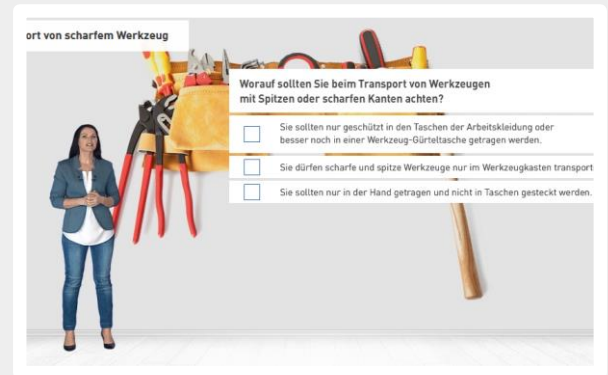 ort von scharfem Werkzeug
Worauf sollten Sie beim Transport von Werkzeugen
mit Spitzen oder scharfen Kanten achten?
Sie sollten nur geschützt in den Taschen der Arbeitskleidung oder
besser noch in einer Werkzeug-Gürteltasche getragen werden.
Sie dürfen scharfe und spitze Werkzeuge nur im Werkzeugkasten transport
Sie sollten nur in der Hand getragen und nicht in Taschen gesteckt werden.